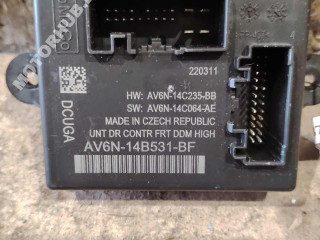 220311
HW: AV6N-14C235-BB
SW: AV6N-14C064-AE
MADE IN CZECH REPUBLIC
UNT DR CONTR FRT DDM HIGH
AV6N-14B531-BF
DCUGA